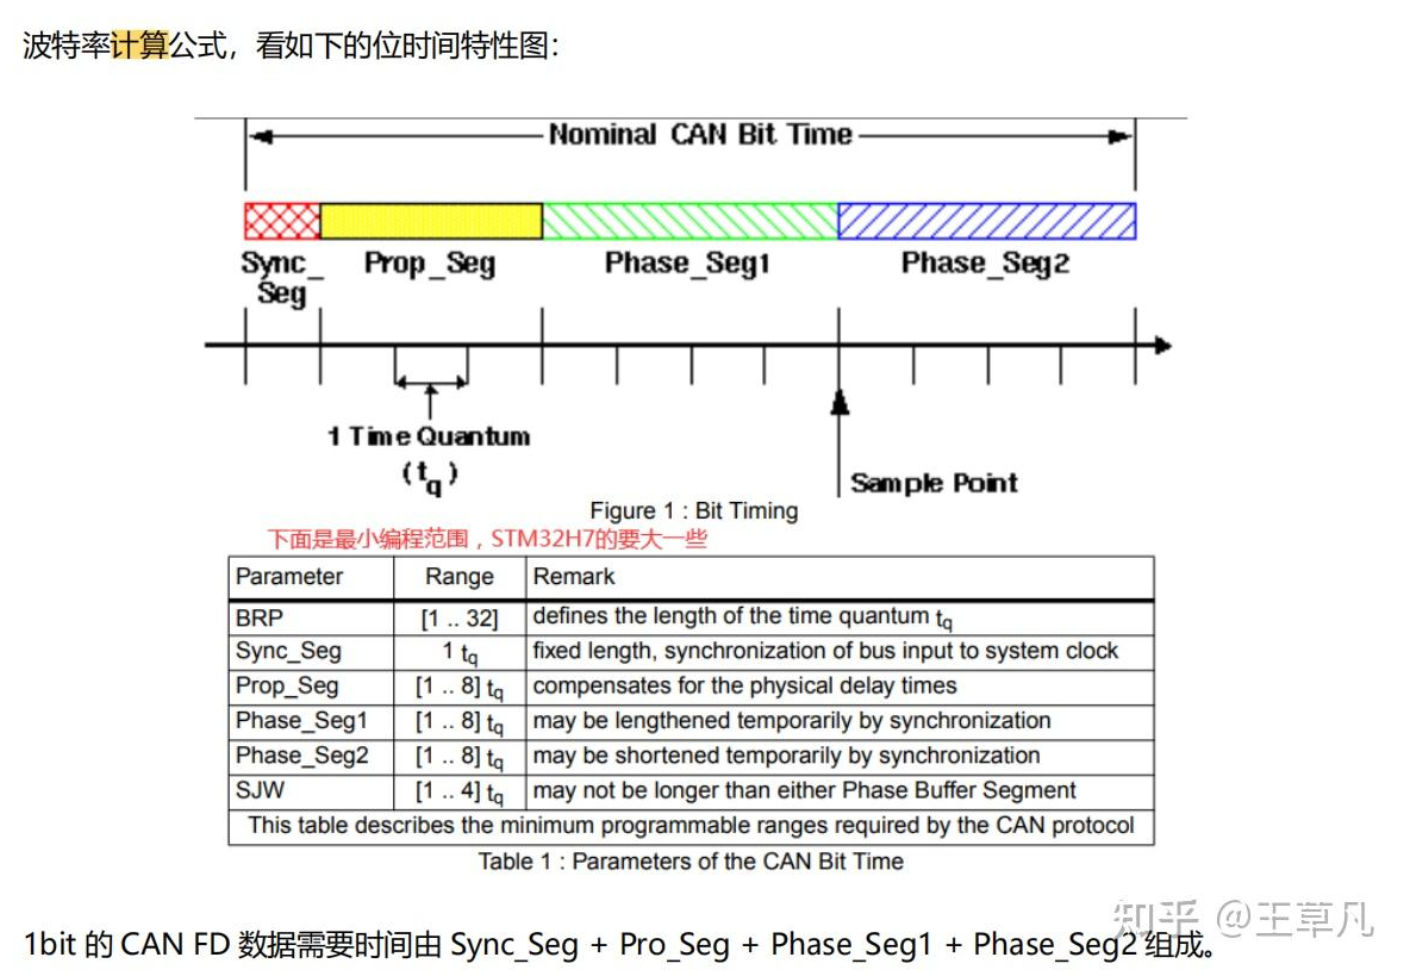 波特率计算公式，看如下的位时间特性图：
Nominal CAN Bit Time
Sync_ Prop_Seg Phase_Seg1 Phase_Seg2
Seg
1 Time Quantum
(tq)
Sample Point
Figure 1 : Bit Timing
下面是最小编程范围，STM32H7的要大一些
Parameter Range Remark
BRP [1 .. 32] defines the length of the time quantum tq
Sync_Seg 1 tq fixed length, synchronization of bus input to system clock
Prop_Seg [1 .. 8] tq compensates for the physical delay times
Phase_Seg1 [1 .. 8] tq may be lengthened temporarily by synchronization
Phase_Seg2 [1 .. 8] tq may be shortened temporarily by synchronization
SJW [1 .. 4] tq may not be longer than either Phase Buffer Segment
This table describes the minimum programmable ranges required by the CAN protocol
Table 1 : Parameters of the CAN Bit Time
知乎 @王草凡
1bit 的 CAN FD 数据需要时间由 Sync_Seg + Pro_Seg + Phase_Seg1 + Phase_Seg2 组成。